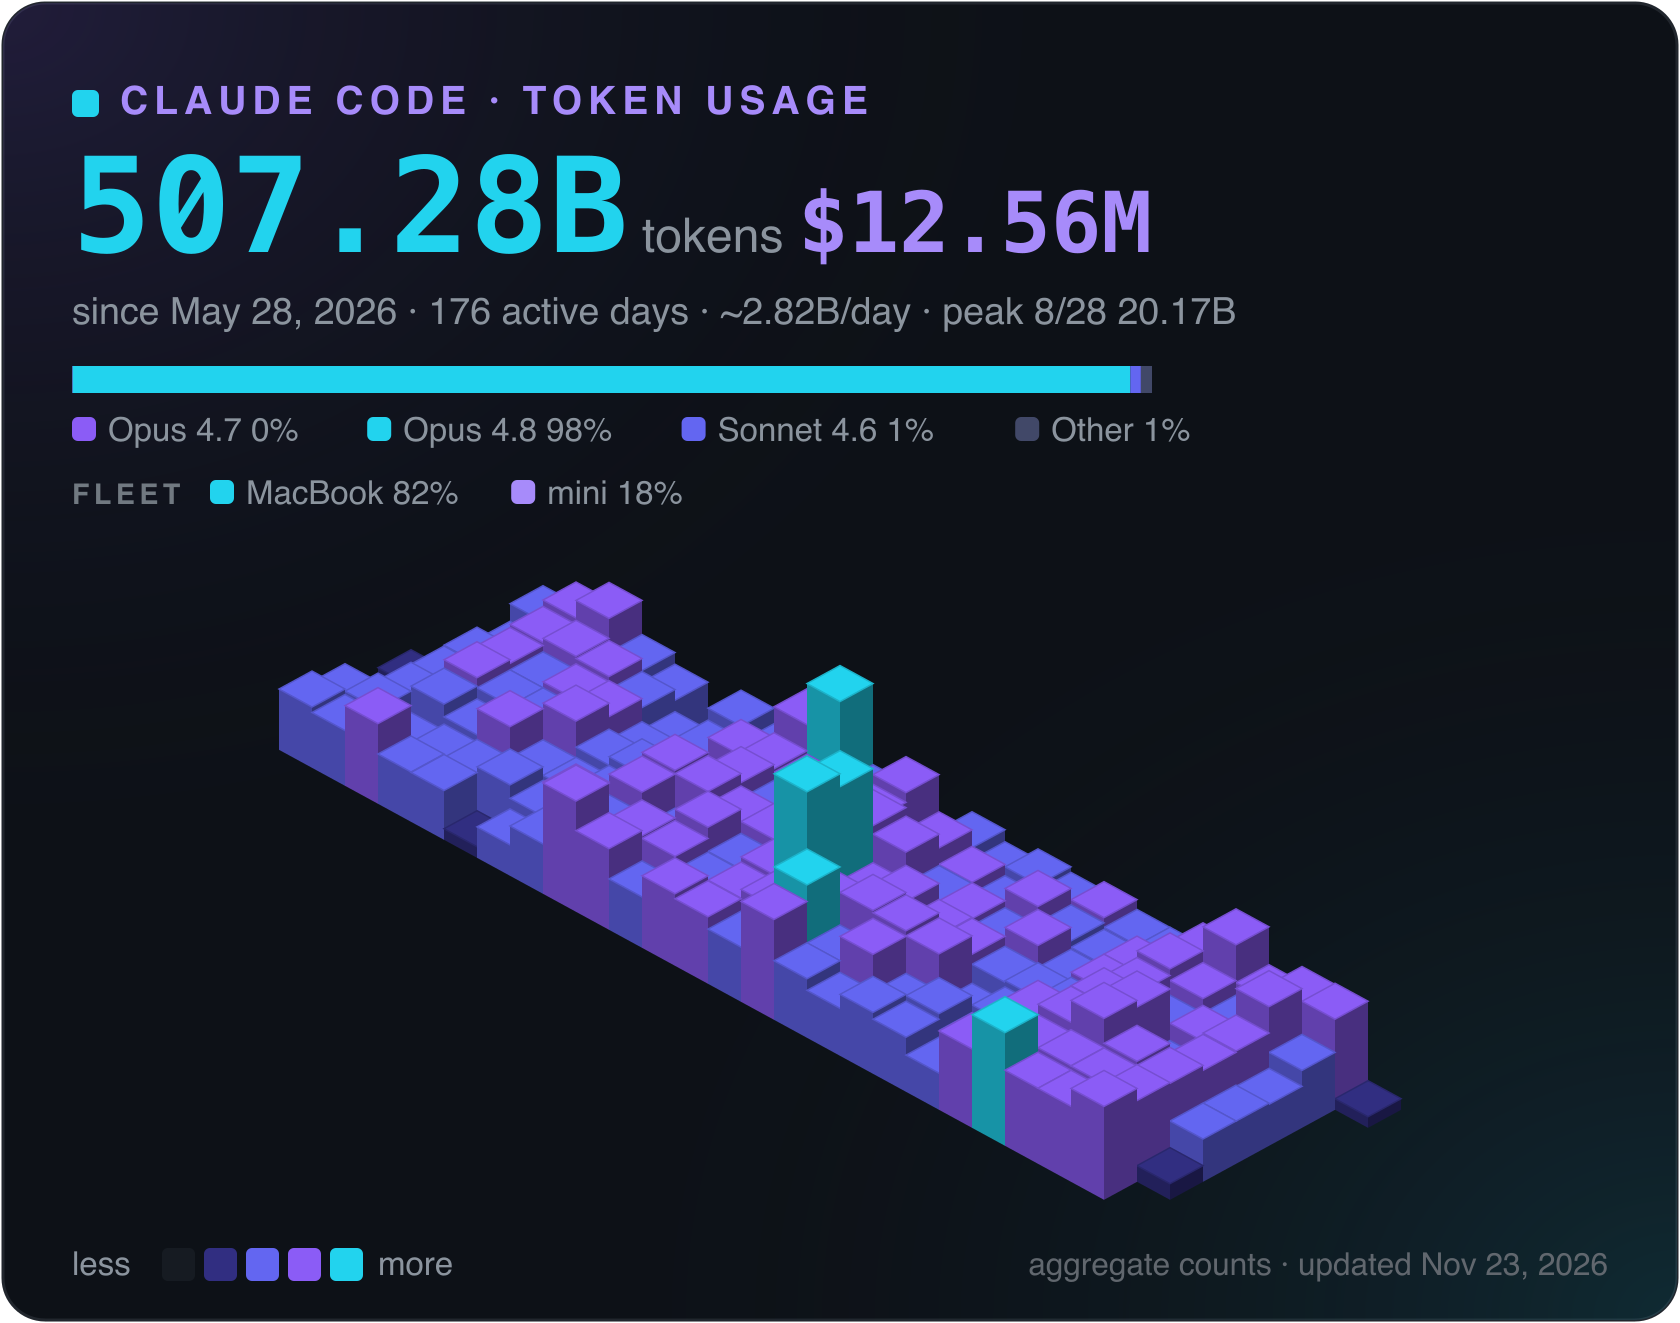 CLAUDE CODE · TOKEN USAGE
507.28B tokens $12.56M
since May 28, 2026 · 176 active days · ~2.82B/day · peak 8/28 20.17B
Opus 4.7 0% Opus 4.8 98% Sonnet 4.6 1% Other 1%
FLEET MacBook 82% mini 18%
less more
aggregate counts · updated Nov 23, 2026